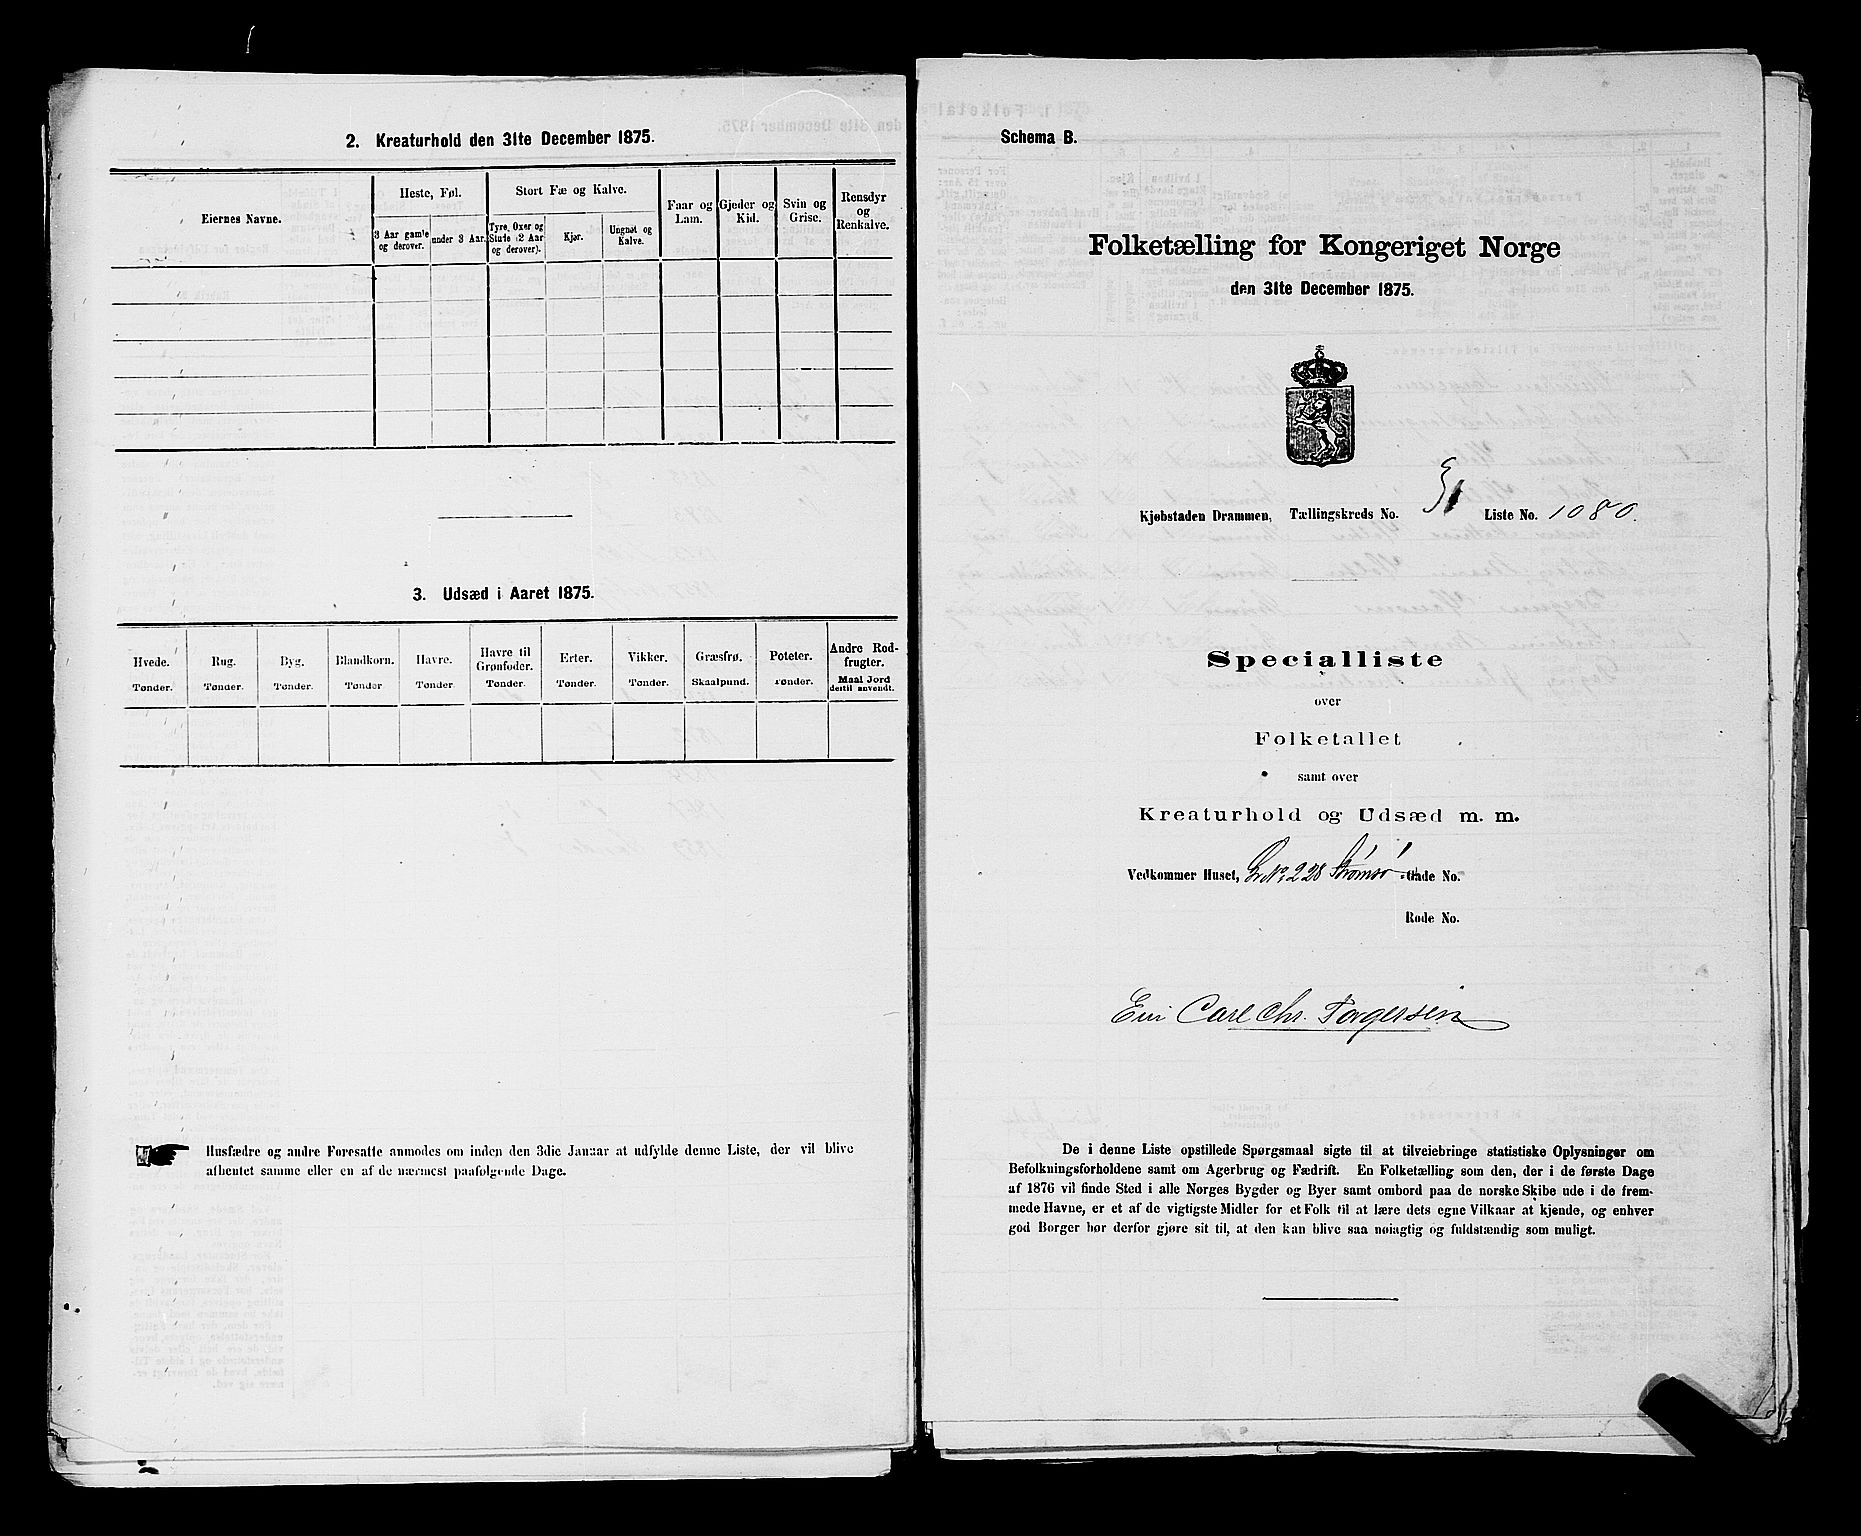 2. Kreaturhold den 31te December 1875.
Eiernes Navne.
Heste, Føl.
3 Aar gamle og derover.
under 3 Aar.
Stort Fæ og Kalve.
Tyre, Oxer og Stude (2 Aar og derover).
Kjør.
Ungnøt og Kalve.
Faar og Lam.
Gjeder og Kid.
Svin og Grise.
Rensdyr og Renkalve.
3. Udsæd i Aaret 1875.
Hvede. Tønder.
Rug. Tønder.
Byg. Tønder.
Blandkorn. Tønder
Havre. Tønder.
Havre til Grønfoder. Tønder.
Erter. Tønder.
Vikker. Tønder.
Græsfrø. Skaalpund.
Poteter. Tønder.
Andre Rodfrugter. Maal Jord dertil anvendt.
Husfædre og andre Foresatte anmodes om inden den 3die Januar at udfylde denne Liste, der vil blive
afhentet samme eller en af de nærmest paafølgende Dage.
Schema B.
Folketælling for Kongeriget Norge
den 31te December 1875.
Kjøbstaden Drammen, Tællingskreds No. Liste No. 1080.
Specialliste
over
Folketallet
samt over
Kreaturhold og Udsæd m. m.
Vedkommer Huset, Gr No. 228 Strømsø Gade No.
Rode No.
Eier Carl Chr. Torgersen
De i denne Liste opstillede Spørgsmaal sigte til at tilveiebringe statistiske Oplysninger om
Befolkningsforholdene samt om Agerbrug og Fædrift. En Folketælling som den, der i de første Dage
af 1876 vil finde Sted i alle Norges Bygder og Byer samt ombord paa de norske Skibe ude i de frem-
mede Havne, er et af de vigtigste Midler for et Folk til at lære dets egne Vilkaar at kjende, og enhver
god Borger bør derfor gjøre sit til, at den kan blive saa nøiagtig og fuldstændig som muligt.